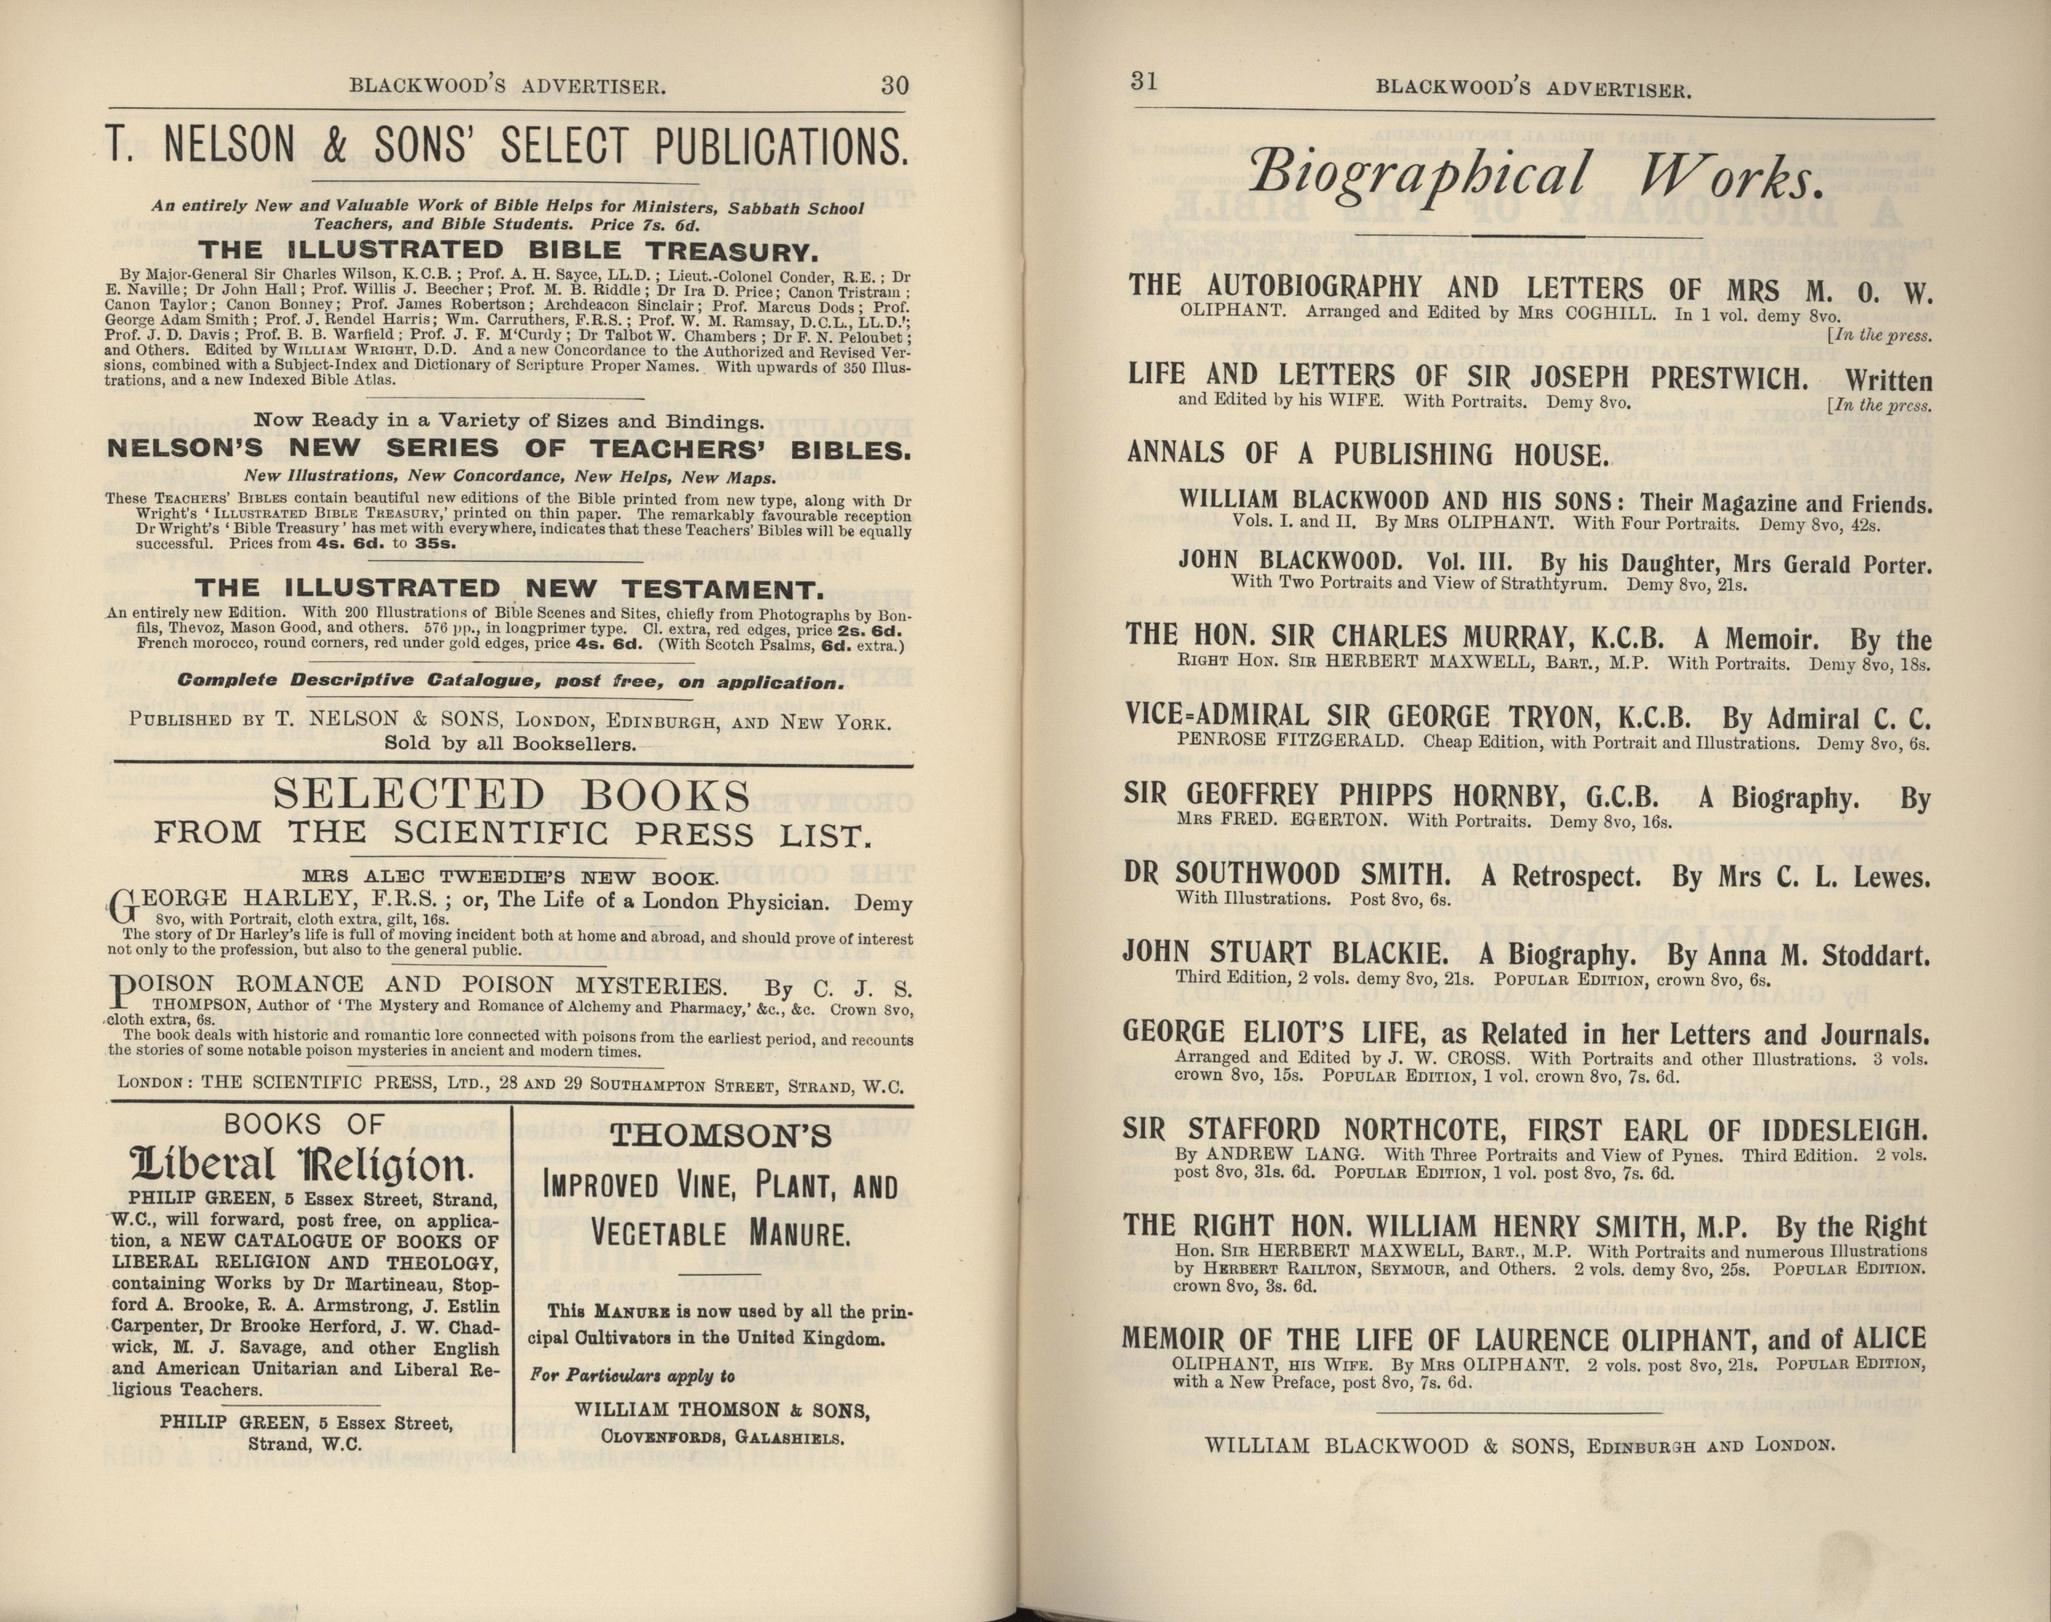 BLACKWOOD'S ADVERTISER. 30
T. NELSON & SONS' SELECT PUBLICATIONS.
An entirely New and Valuable Work of Bible Helps for Ministers, Sabbath School
Teachers, and Bible Students. Price 7s. 6d.
THE ILLUSTRATED BIBLE TREASURY.
By Major-General Sir Charles Wilson, K.C.B.; Prof. A. H. Sayce, LL.D.; Lieut.-Colonel Conder, R.E.; Dr
E. Naville; Dr John Hall; Prof. Willis J. Beecher; Prof. M. B. Riddle; Dr Ira D. Price; Canon Tristram;
Canon Taylor; Canon Bonney; Prof. James Robertson; Archdeacon Sinclair; Prof. Marcus Dods; Prof.
George Adam Smith; Prof. J. Rendel Harris; Wm. Carruthers, F.R.S.; Prof. W. M. Ramsay, D.C.L., LL.D.;
Prof. J. D. Davis; Prof. B. B. Warfield; Prof. J. F. M'Curdy; Dr Talbot W. Chambers; Dr F. N. Peloubet;
and Others. Edited by WILLIAM WRIGHT, D.D. And a new Concordance to the Authorized and Revised Ver-
sions, combined with a Subject-Index and Dictionary of Scripture Proper Names. With upwards of 350 Illus-
trations, and a new Indexed Bible Atlas.
Now Ready in a Variety of Sizes and Bindings.
NELSON'S NEW SERIES OF TEACHERS' BIBLES.
New Illustrations, New Concordance, New Helps, New Maps.
These TEACHERS' BIBLES contain beautiful new editions of the Bible printed from new type, along with Dr
Wright's 'ILLUSTRATED BIBLE TREASURY,' printed on thin paper. The remarkably favourable reception
Dr Wright's 'Bible Treasury' has met with everywhere, indicates that these Teachers' Bibles will be equally
successful. Prices from 4s. 6d. to 35s.
THE ILLUSTRATED NEW TESTAMENT.
An entirely new Edition. With 200 Illustrations of Bible Scenes and Sites, chiefly from Photographs by Bon-
fils, Thevoz, Mason Good, and others. 576 pp., in longprimer type. Cl. extra, red edges, price 2s. 6d.
French morocco, round corners, red under gold edges, price 4s. 6d. (With Scotch Psalms, 6d. extra.)
Complete Descriptive Catalogue, post free, on application.
PUBLISHED BY T. NELSON & SONS, LONDON, EDINBURGH, AND NEW YORK.
Sold by all Booksellers.
SELECTED BOOKS
FROM THE SCIENTIFIC PRESS LIST.
MRS ALEC TWEEDIE'S NEW BOOK.
GEORGE HARLEY, F.R.S.; or, The Life of a London Physician. Demy
8vo, with Portrait, cloth extra, gilt, 16s.
The story of Dr Harley's life is full of moving incident both at home and abroad, and should prove of interest
not only to the profession, but also to the general public.
POISON ROMANCE AND POISON MYSTERIES. By C. J. S.
THOMPSON, Author of 'The Mystery and Romance of Alchemy and Pharmacy,' &c., &c. Crown 8vo,
cloth extra, 6s.
The book deals with historic and romantic lore connected with poisons from the earliest period, and recounts
the stories of some notable poison mysteries in ancient and modern times.
LONDON: THE SCIENTIFIC PRESS, LTD., 28 AND 29 SOUTHAMPTON STREET, STRAND, W.C.
BOOKS OF
Liberal Religion.
PHILIP GREEN, 5 Essex Street, Strand,
W.C., will forward, post free, on applica-
tion, a NEW CATALOGUE OF BOOKS OF
LIBERAL RELIGION AND THEOLOGY,
containing Works by Dr Martineau, Stop-
ford A. Brooke, R. A. Armstrong, J. Estlin
Carpenter, Dr Brooke Herford, J. W. Chad-
wick, M. J. Savage, and other English
and American Unitarian and Liberal Re-
ligious Teachers.
PHILIP GREEN, 5 Essex Street,
Strand, W.C.
THOMSON'S
IMPROVED VINE, PLANT, AND
VEGETABLE MANURE.
This MANURE is now used by all the prin-
cipal Cultivators in the United Kingdom.
For Particulars apply to
WILLIAM THOMSON & SONS,
CLOVENFORDS, GALASHIELS.
31 BLACKWOOD'S ADVERTISER.
Biographical Works.
THE AUTOBIOGRAPHY AND LETTERS OF MRS M. O. W.
OLIPHANT. Arranged and Edited by MRS COGHILL. In 1 vol. demy 8vo.
[In the press.
LIFE AND LETTERS OF SIR JOSEPH PRESTWICH. Written
and Edited by his WIFE. With Portraits. Demy 8vo. [In the press.
ANNALS OF A PUBLISHING HOUSE.
WILLIAM BLACKWOOD AND HIS SONS: Their Magazine and Friends.
Vols. I. and II. By MRS OLIPHANT. With Four Portraits. Demy 8vo, 42s.
JOHN BLACKWOOD. Vol. III. By his Daughter, Mrs Gerald Porter.
With Two Portraits and View of Strathtyrum. Demy 8vo, 21s.
THE HON. SIR CHARLES MURRAY, K.C.B. A Memoir. By the
RIGHT HON. SIR HERBERT MAXWELL, BART., M.P. With Portraits. Demy 8vo, 18s.
VICE=ADMIRAL SIR GEORGE TRYON, K.C.B. By Admiral C. C.
PENROSE FITZGERALD. Cheap Edition, with Portrait and Illustrations. Demy 8vo, 6s.
SIR GEOFFREY PHIPPS HORNBY, G.C.B. A Biography. By
MRS FRED. EGERTON. With Portraits. Demy 8vo, 16s.
DR SOUTHWOOD SMITH. A Retrospect. By Mrs C. L. Lewes.
With Illustrations. Post 8vo, 6s.
JOHN STUART BLACKIE. A Biography. By Anna M. Stoddart.
Third Edition, 2 vols. demy 8vo, 21s. POPULAR EDITION, crown 8vo, 6s.
GEORGE ELIOT'S LIFE, as Related in her Letters and Journals.
Arranged and Edited by J. W. CROSS. With Portraits and other Illustrations. 3 vols.
crown 8vo, 15s. POPULAR EDITION, 1 vol. crown 8vo, 7s. 6d.
SIR STAFFORD NORTHCOTE, FIRST EARL OF IDDESLEIGH.
By ANDREW LANG. With Three Portraits and View of Pynes. Third Edition. 2 vols.
post 8vo, 31s. 6d. POPULAR EDITION, 1 vol. post 8vo, 7s. 6d.
THE RIGHT HON. WILLIAM HENRY SMITH, M.P. By the Right
Hon. SIR HERBERT MAXWELL, BART., M.P. With Portraits and numerous Illustrations
by HERBERT RAILTON, SEYMOUR, and Others. 2 vols. demy 8vo, 25s. POPULAR EDITION.
crown 8vo, 3s. 6d.
MEMOIR OF THE LIFE OF LAURENCE OLIPHANT, and of ALICE
OLIPHANT, HIS WIFE. By MRS OLIPHANT. 2 vols. post 8vo, 21s. POPULAR EDITION,
with a New Preface, post 8vo, 7s. 6d.
WILLIAM BLACKWOOD & SONS, EDINBURGH AND LONDON.